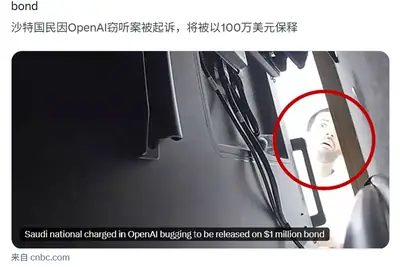 bond
沙特国民因OpenAI窃听案被起诉，将被以100万美元保释
Saudi national charged in OpenAI bugging to be released on $1 million bond
来自 cnbc.com